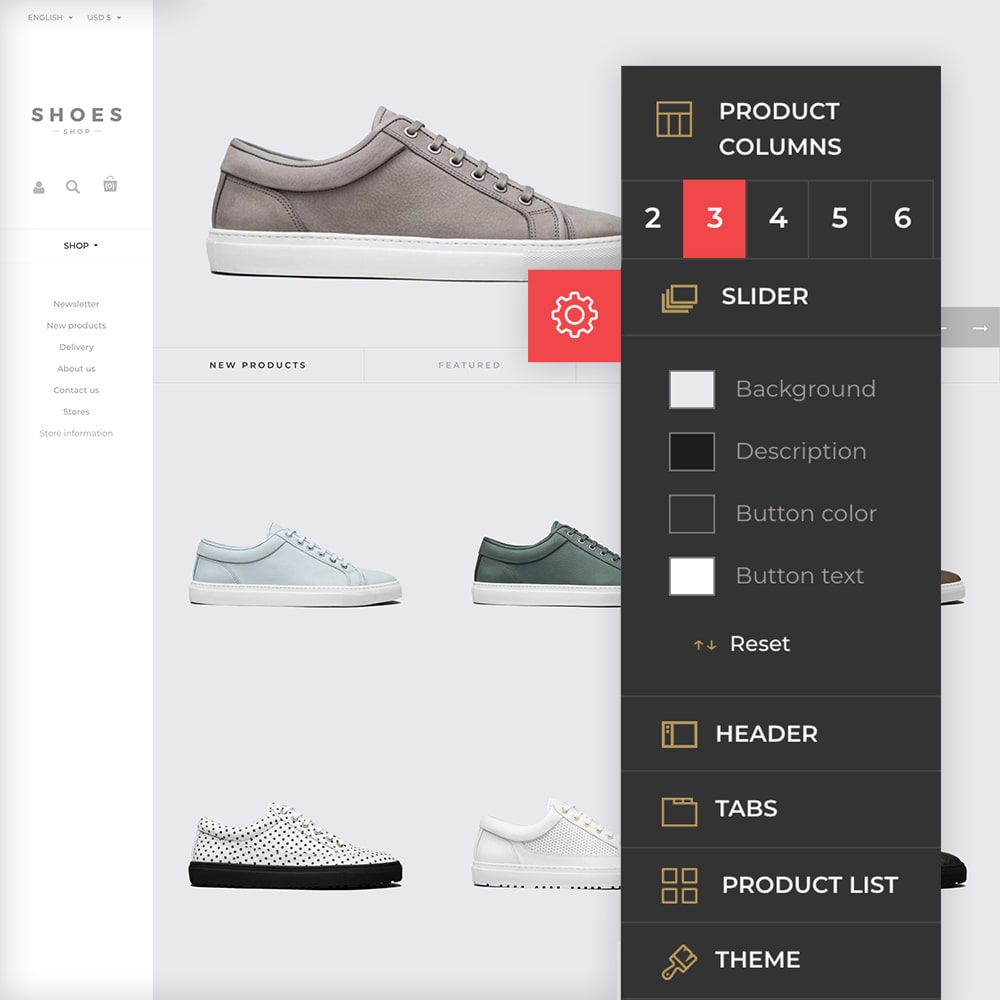 ENGLISH USD $
SHOES
SHOP
(0)
SHOP
Newsletter
New products
Delivery
About us
Contact us
Stores
Store information
NEW PRODUCTS
FEATURED
PRODUCT
COLUMNS
2 3 4 5 6
SLIDER
Background
Description
Button color
Button text
Reset
HEADER
TABS
PRODUCT LIST
THEME